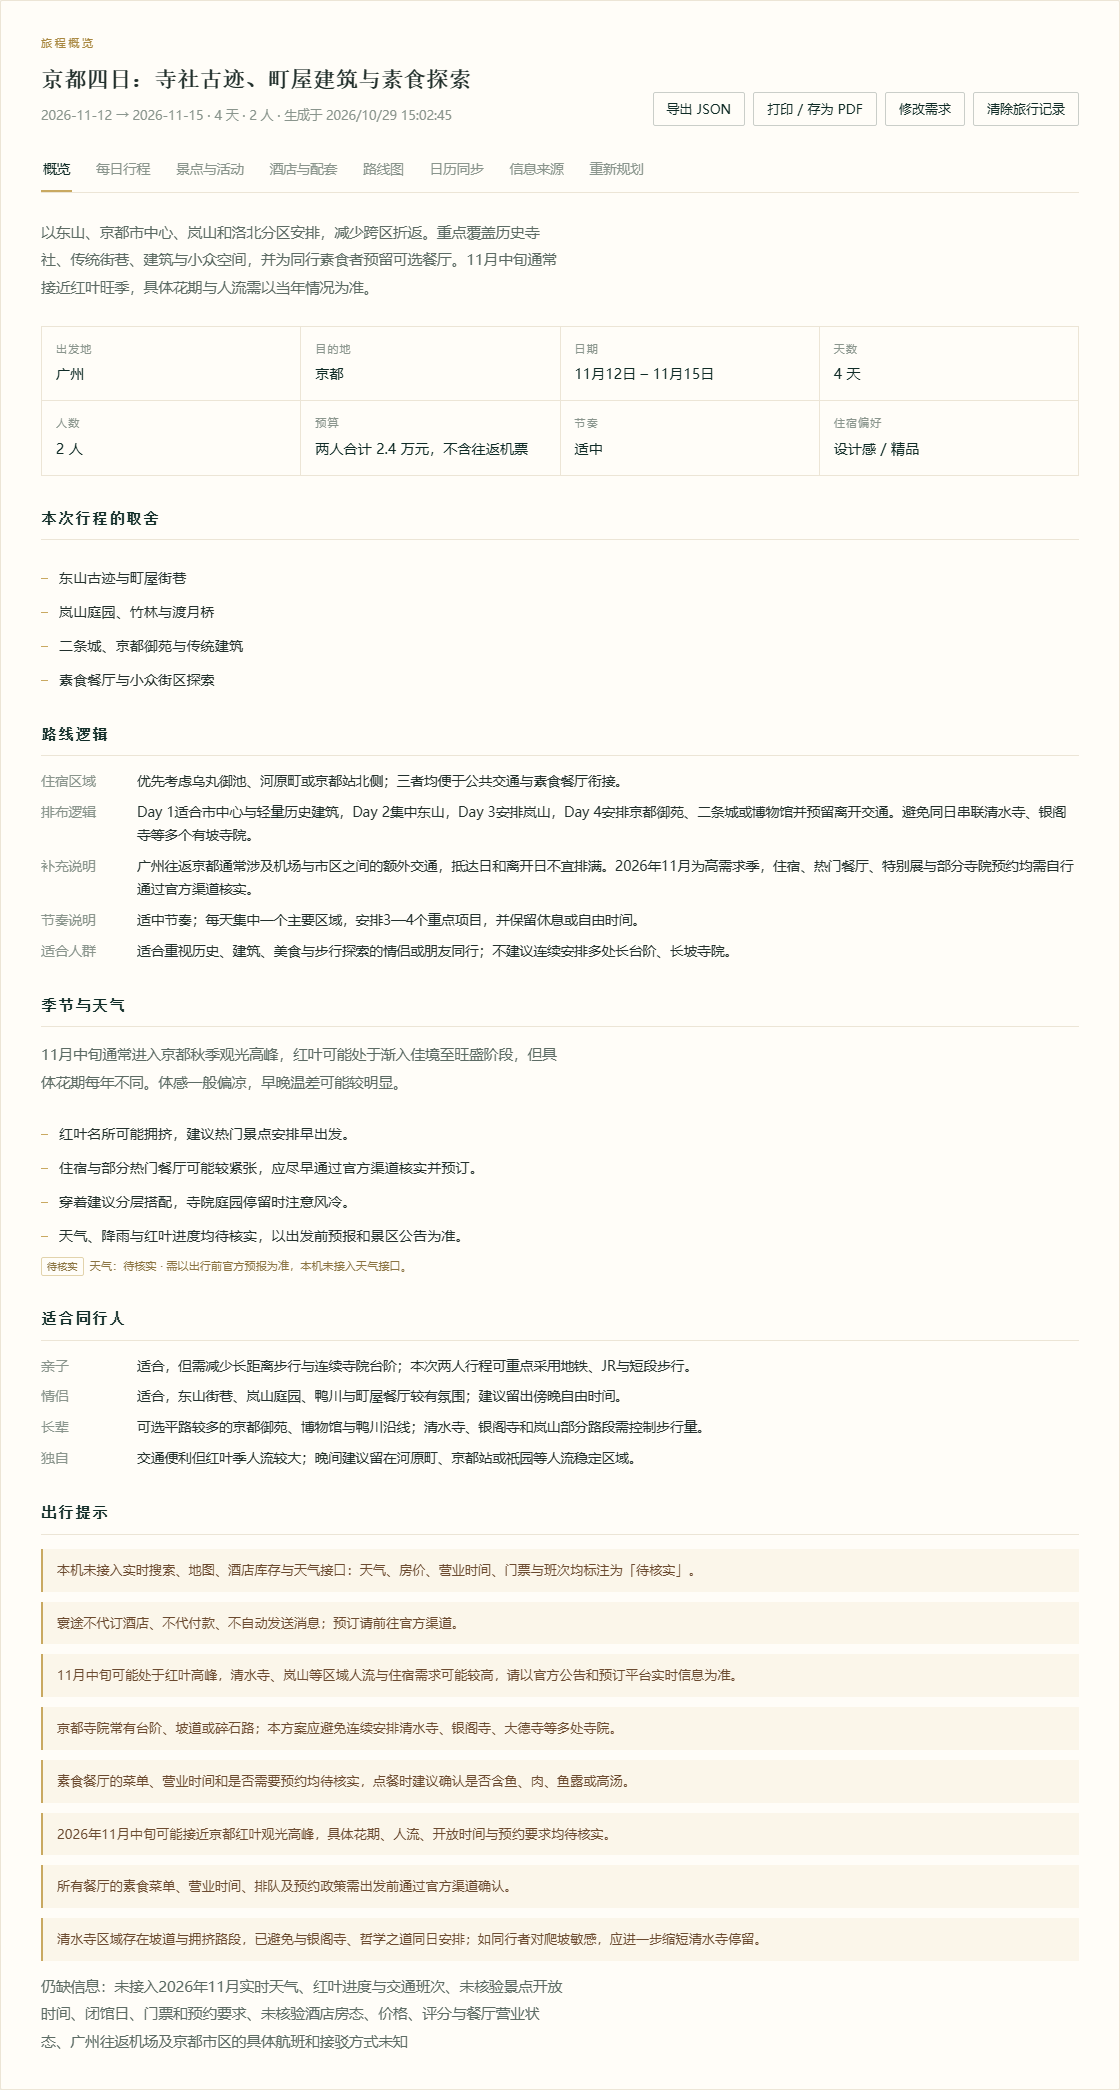 旅程概览
京都四日：寺社古迹、町屋建筑与素食探索
2026-11-12 → 2026-11-15 · 4 天 · 2 人 · 生成于 2026/10/29 15:02:45
导出 JSON
打印 / 存为 PDF
修改需求
清除旅行记录
概览
每日行程
景点与活动
酒店与配套
路线图
日历同步
信息来源
重新规划
以东山、京都市中心、岚山和洛北分区安排，减少跨区折返。重点覆盖历史寺
社、传统街巷、建筑与小众空间，并为同行素食者预留可选餐厅。11月中旬通常
接近红叶旺季，具体花期与人流需以当年情况为准。
出发地
广州
目的地
京都
日期
11月12日 – 11月15日
天数
4 天
人数
2 人
预算
两人合计 2.4 万元，不含往返机票
节奏
适中
住宿偏好
设计感 / 精品
本次行程的取舍
– 东山古迹与町屋街巷
– 岚山庭园、竹林与渡月桥
– 二条城、京都御苑与传统建筑
– 素食餐厅与小众街区探索
路线逻辑
住宿区域
优先考虑乌丸御池、河原町或京都站北侧；三者均便于公共交通与素食餐厅衔接。
排布逻辑
Day 1适合市中心与轻量历史建筑，Day 2集中东山，Day 3安排岚山，Day 4安排京都御苑、二条城或博物馆并预留离开交通。避免同日串联清水寺、银阁
寺等多个有坡寺院。
补充说明
广州往返京都通常涉及机场与市区之间的额外交通，抵达日和离开日不宜排满。2026年11月为高需求季，住宿、热门餐厅、特别展与部分寺院预约均需自行
通过官方渠道核实。
节奏说明
适中节奏；每天集中一个主要区域，安排3—4个重点项目，并保留休息或自由时间。
适合人群
适合重视历史、建筑、美食与步行探索的情侣或朋友同行；不建议连续安排多处长台阶、长坡寺院。
季节与天气
11月中旬通常进入京都秋季观光高峰，红叶可能处于渐入佳境至旺盛阶段，但具
体花期每年不同。体感一般偏凉，早晚温差可能较明显。
– 红叶名所可能拥挤，建议热门景点安排早出发。
– 住宿与部分热门餐厅可能较紧张，应尽早通过官方渠道核实并预订。
– 穿着建议分层搭配，寺院庭园停留时注意风冷。
– 天气、降雨与红叶进度均待核实，以出发前预报和景区公告为准。
待核实 天气：待核实 · 需以出行前官方预报为准，本机未接入天气接口。
适合同行人
亲子
适合，但需减少长距离步行与连续寺院台阶；本次两人行程可重点采用地铁、JR与短段步行。
情侣
适合，东山街巷、岚山庭园、鸭川与町屋餐厅较有氛围；建议留出傍晚自由时间。
长辈
可选平路较多的京都御苑、博物馆与鸭川沿线；清水寺、银阁寺和岚山部分路段需控制步行量。
独自
交通便利但红叶季人流较大；晚间建议留在河原町、京都站或祇园等人流稳定区域。
出行提示
本机未接入实时搜索、地图、酒店库存与天气接口：天气、房价、营业时间、门票与班次均标注为「待核实」。
寰途不代订酒店、不代付款、不自动发送消息；预订请前往官方渠道。
11月中旬可能处于红叶高峰，清水寺、岚山等区域人流与住宿需求可能较高，请以官方公告和预订平台实时信息为准。
京都寺院常有台阶、坡道或碎石路；本方案应避免连续安排清水寺、银阁寺、大德寺等多处寺院。
素食餐厅的菜单、营业时间和是否需要预约均待核实，点餐时建议确认是否含鱼、肉、鱼露或高汤。
2026年11月中旬可能接近京都红叶观光高峰，具体花期、人流、开放时间与预约要求均待核实。
所有餐厅的素食菜单、营业时间、排队及预约政策需出发前通过官方渠道确认。
清水寺区域存在坡道与拥挤路段，已避免与银阁寺、哲学之道同日安排；如同行者对爬坡敏感，应进一步缩短清水寺停留。
仍缺信息：未接入2026年11月实时天气、红叶进度与交通班次、未核验景点开放
时间、闭馆日、门票和预约要求、未核验酒店房态、价格、评分与餐厅营业状
态、广州往返机场及京都市区的具体航班和接驳方式未知